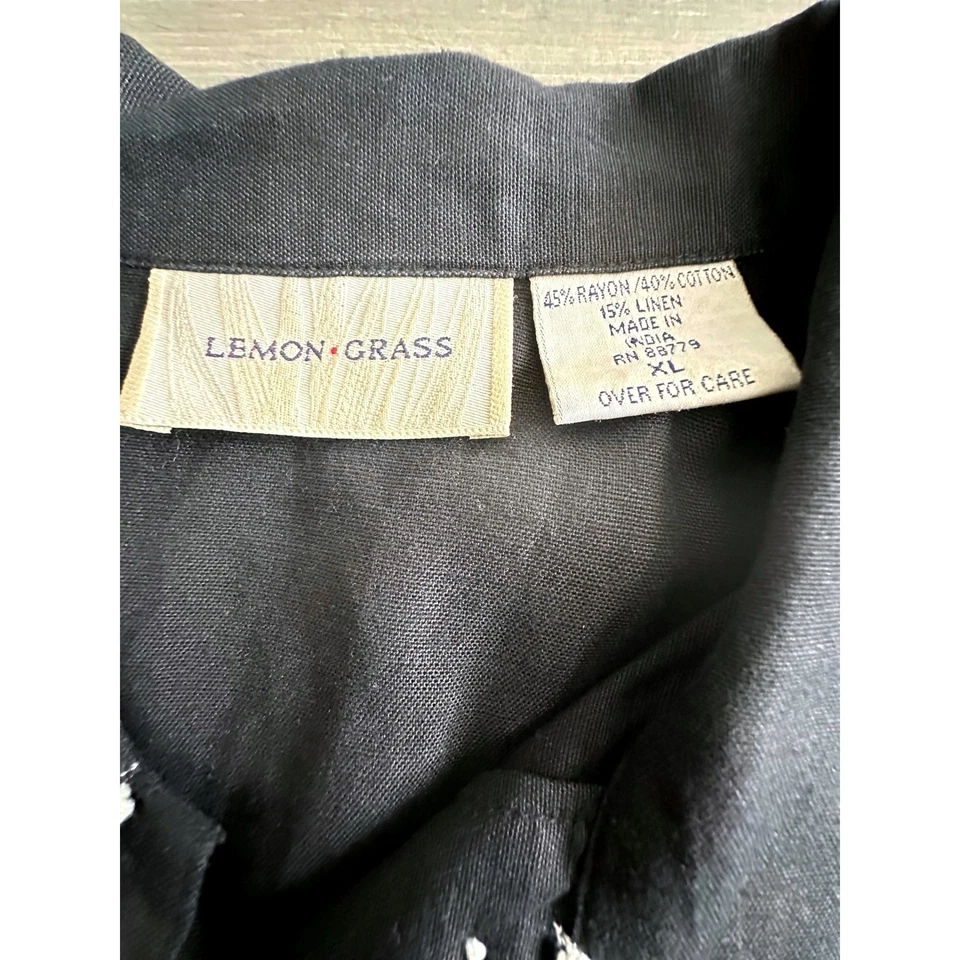 LEMON·GRASS
45% RAYON/40% COTTON
15% LINEN
MADE IN
INDIA
RN 88779
XL
OVER FOR CARE